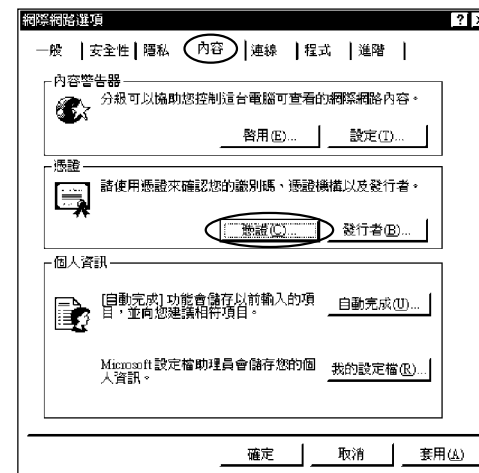 網際網路選項
一般 安全性 隱私 內容 連線 程式 進階
內容警告器
分級可以協助您控制這台電腦可查看的網際網路內容。
啓用(E)... 設定(T)...
憑證
請使用憑證來確認您的識別碼、憑證機構以及發行者。
憑證(C)... 發行者(B)...
個人資訊
[自動完成] 功能會儲存以前輸入的項
目，並向您建議相符項目。
自動完成(U)...
Microsoft 設定檔助理員會儲存您的個
人資訊。
我的設定檔(R)...
確定 取消 套用(A)